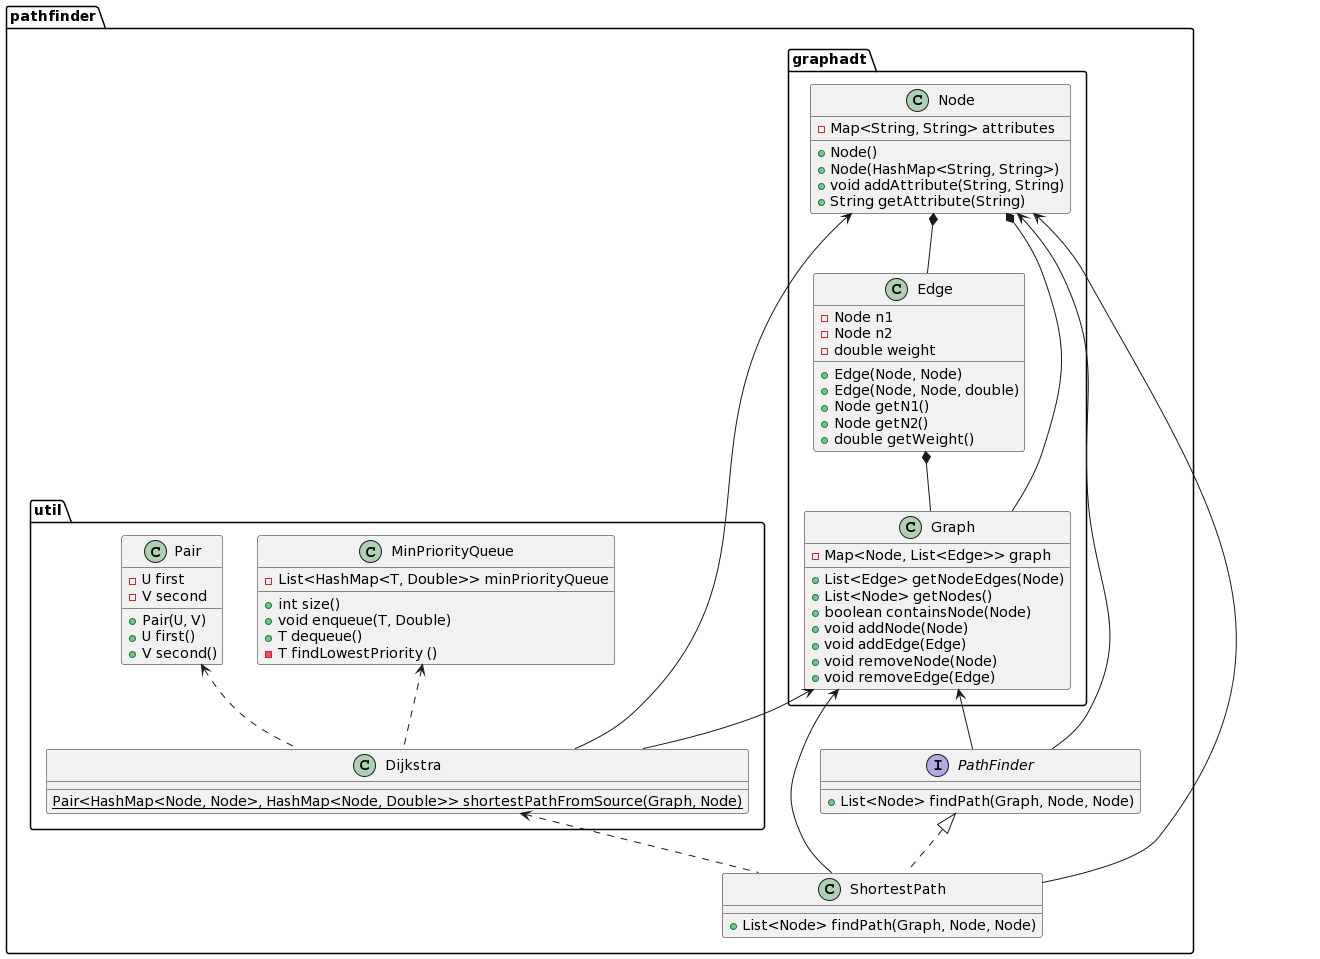 pathfinder
graphadt
C Node
Map<String, String> attributes
Node()
Node(HashMap<String, String>)
void addAttribute(String, String)
String getAttribute(String)
C Edge
Node n1
Node n2
double weight
Edge(Node, Node)
Edge(Node, Node, double)
Node getN1()
Node getN2()
double getWeight()
C Graph
Map<Node, List<Edge>> graph
List<Edge> getNodeEdges(Node)
List<Node> getNodes()
boolean containsNode(Node)
void addNode(Node)
void addEdge(Edge)
void removeNode(Node)
void removeEdge(Edge)
util
C Pair
U first
V second
Pair(U, V)
U first()
V second()
C MinPriorityQueue
List<HashMap<T, Double>> minPriorityQueue
int size()
void enqueue(T, Double)
T dequeue()
T findLowestPriority ()
C Dijkstra
Pair<HashMap<Node, Node>, HashMap<Node, Double>> shortestPathFromSource(Graph, Node)
I PathFinder
List<Node> findPath(Graph, Node, Node)
C ShortestPath
List<Node> findPath(Graph, Node, Node)